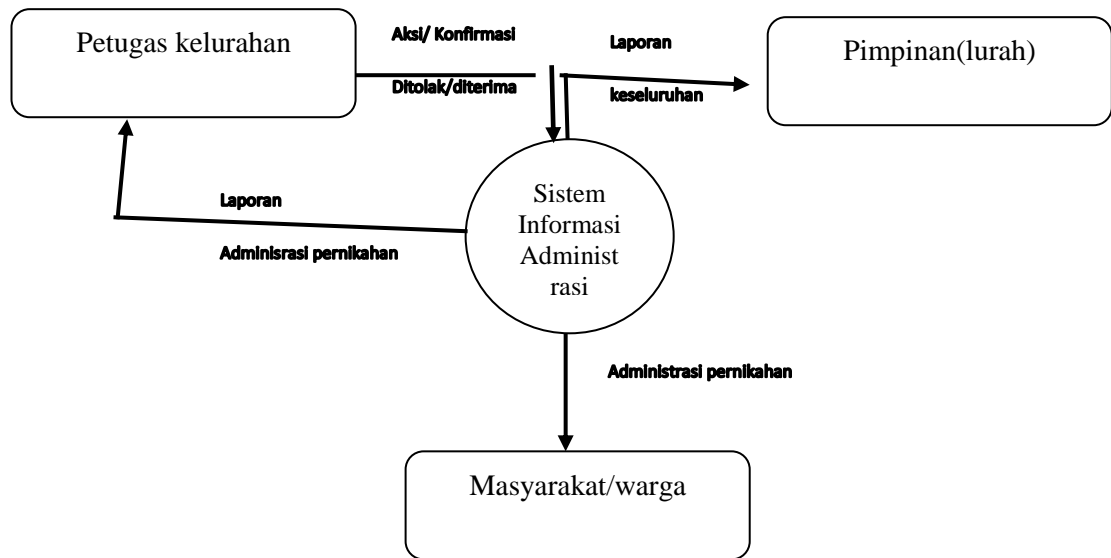 Petugas kelurahan
Aksi/ Konfirmasi
Ditolak/diterima
Laporan
keseluruhan
Pimpinan(lurah)
Laporan
Adminisrasi pernikahan
Sistem
Informasi
Administ
rasi
Administrasi pernikahan
Masyarakat/warga